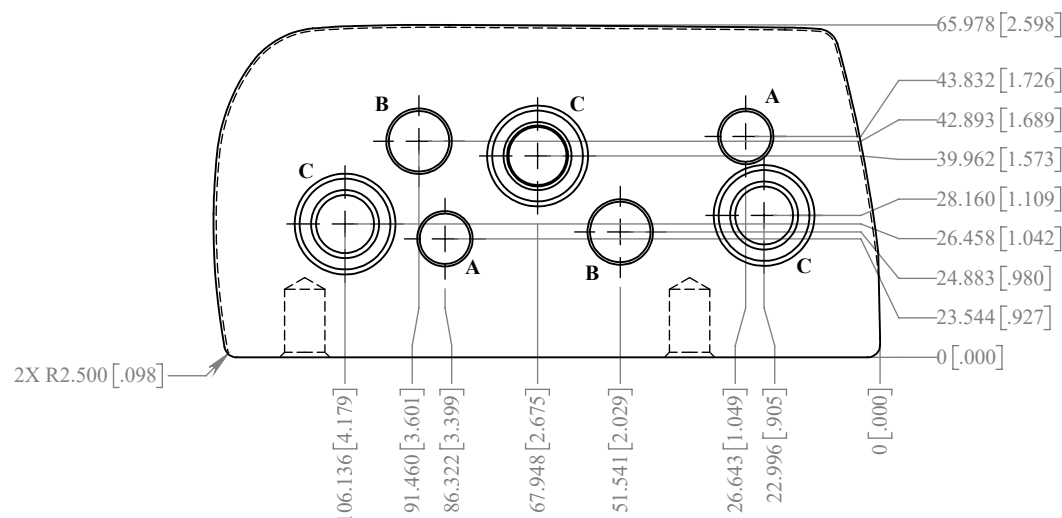 65.978 [2.598]
B
C
A
43.832 [1.726]
42.893 [1.689]
39.962 [1.573]
C
28.160 [1.109]
26.458 [1.042]
A
B
C
24.883 [.980]
23.544 [.927]
0 [.000]
2X R2.500 [.098]
106.136 [4.179]
91.460 [3.601]
86.322 [3.399]
67.948 [2.675]
51.541 [2.029]
26.643 [1.049]
22.996 [.905]
0 [.000]